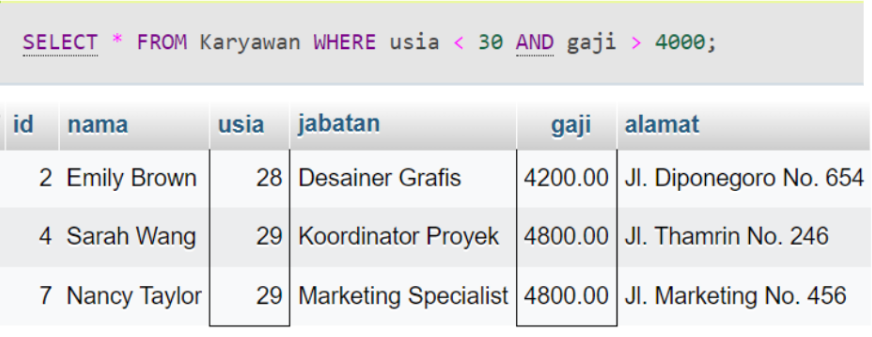 SELECT * FROM Karyawan WHERE usia < 30 AND gaji > 4000;
id nama usia jabatan gaji alamat
2 Emily Brown 28 Desainer Grafis 4200.00 Jl. Diponegoro No. 654
4 Sarah Wang 29 Koordinator Proyek 4800.00 Jl. Thamrin No. 246
7 Nancy Taylor 29 Marketing Specialist 4800.00 Jl. Marketing No. 456